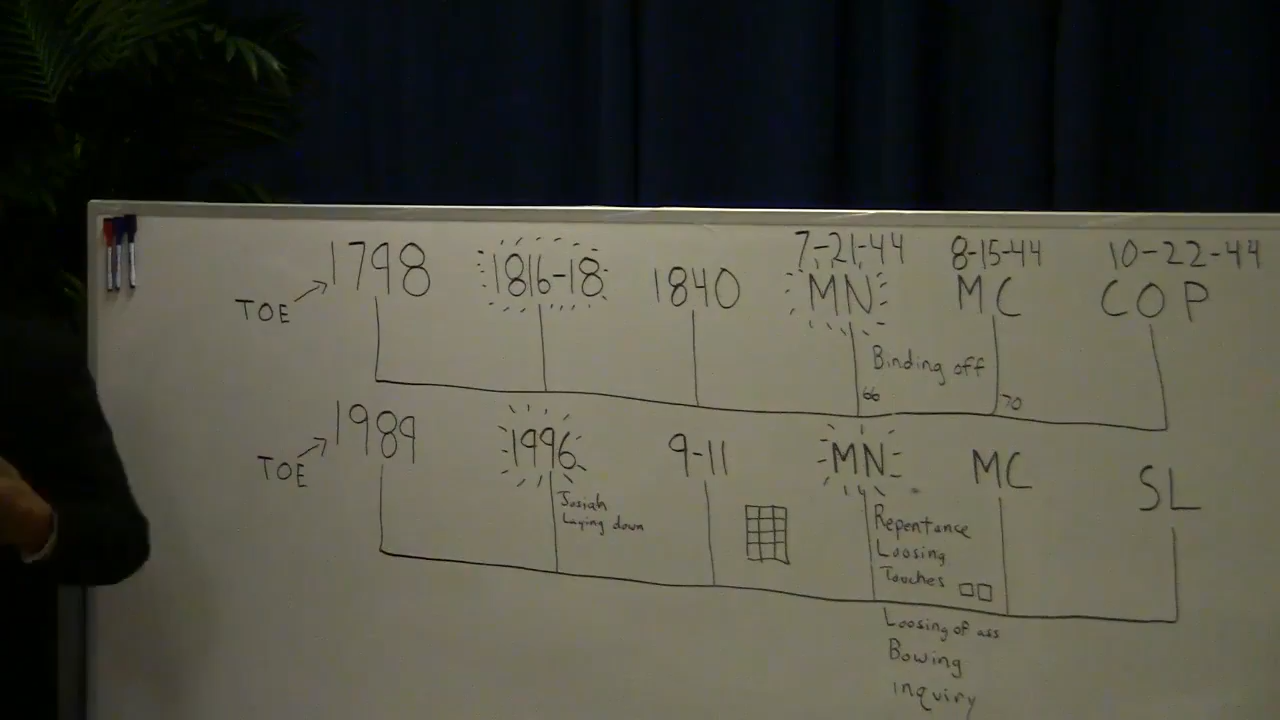 7-21-44 8-15-44 10-22-44
TOE 1798 1816-18 1840 MN MC COP
Binding off
66 70
TOE 1989 1996 9-11 MN MC SL
Josiah
Laying down
Repentance
Loosing
Touches
Loosing of ass
Bowing
inquiry